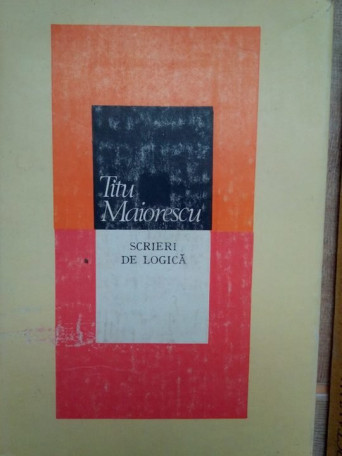 Titu
Maiorescu
SCRIERI
DE LOGICĂ